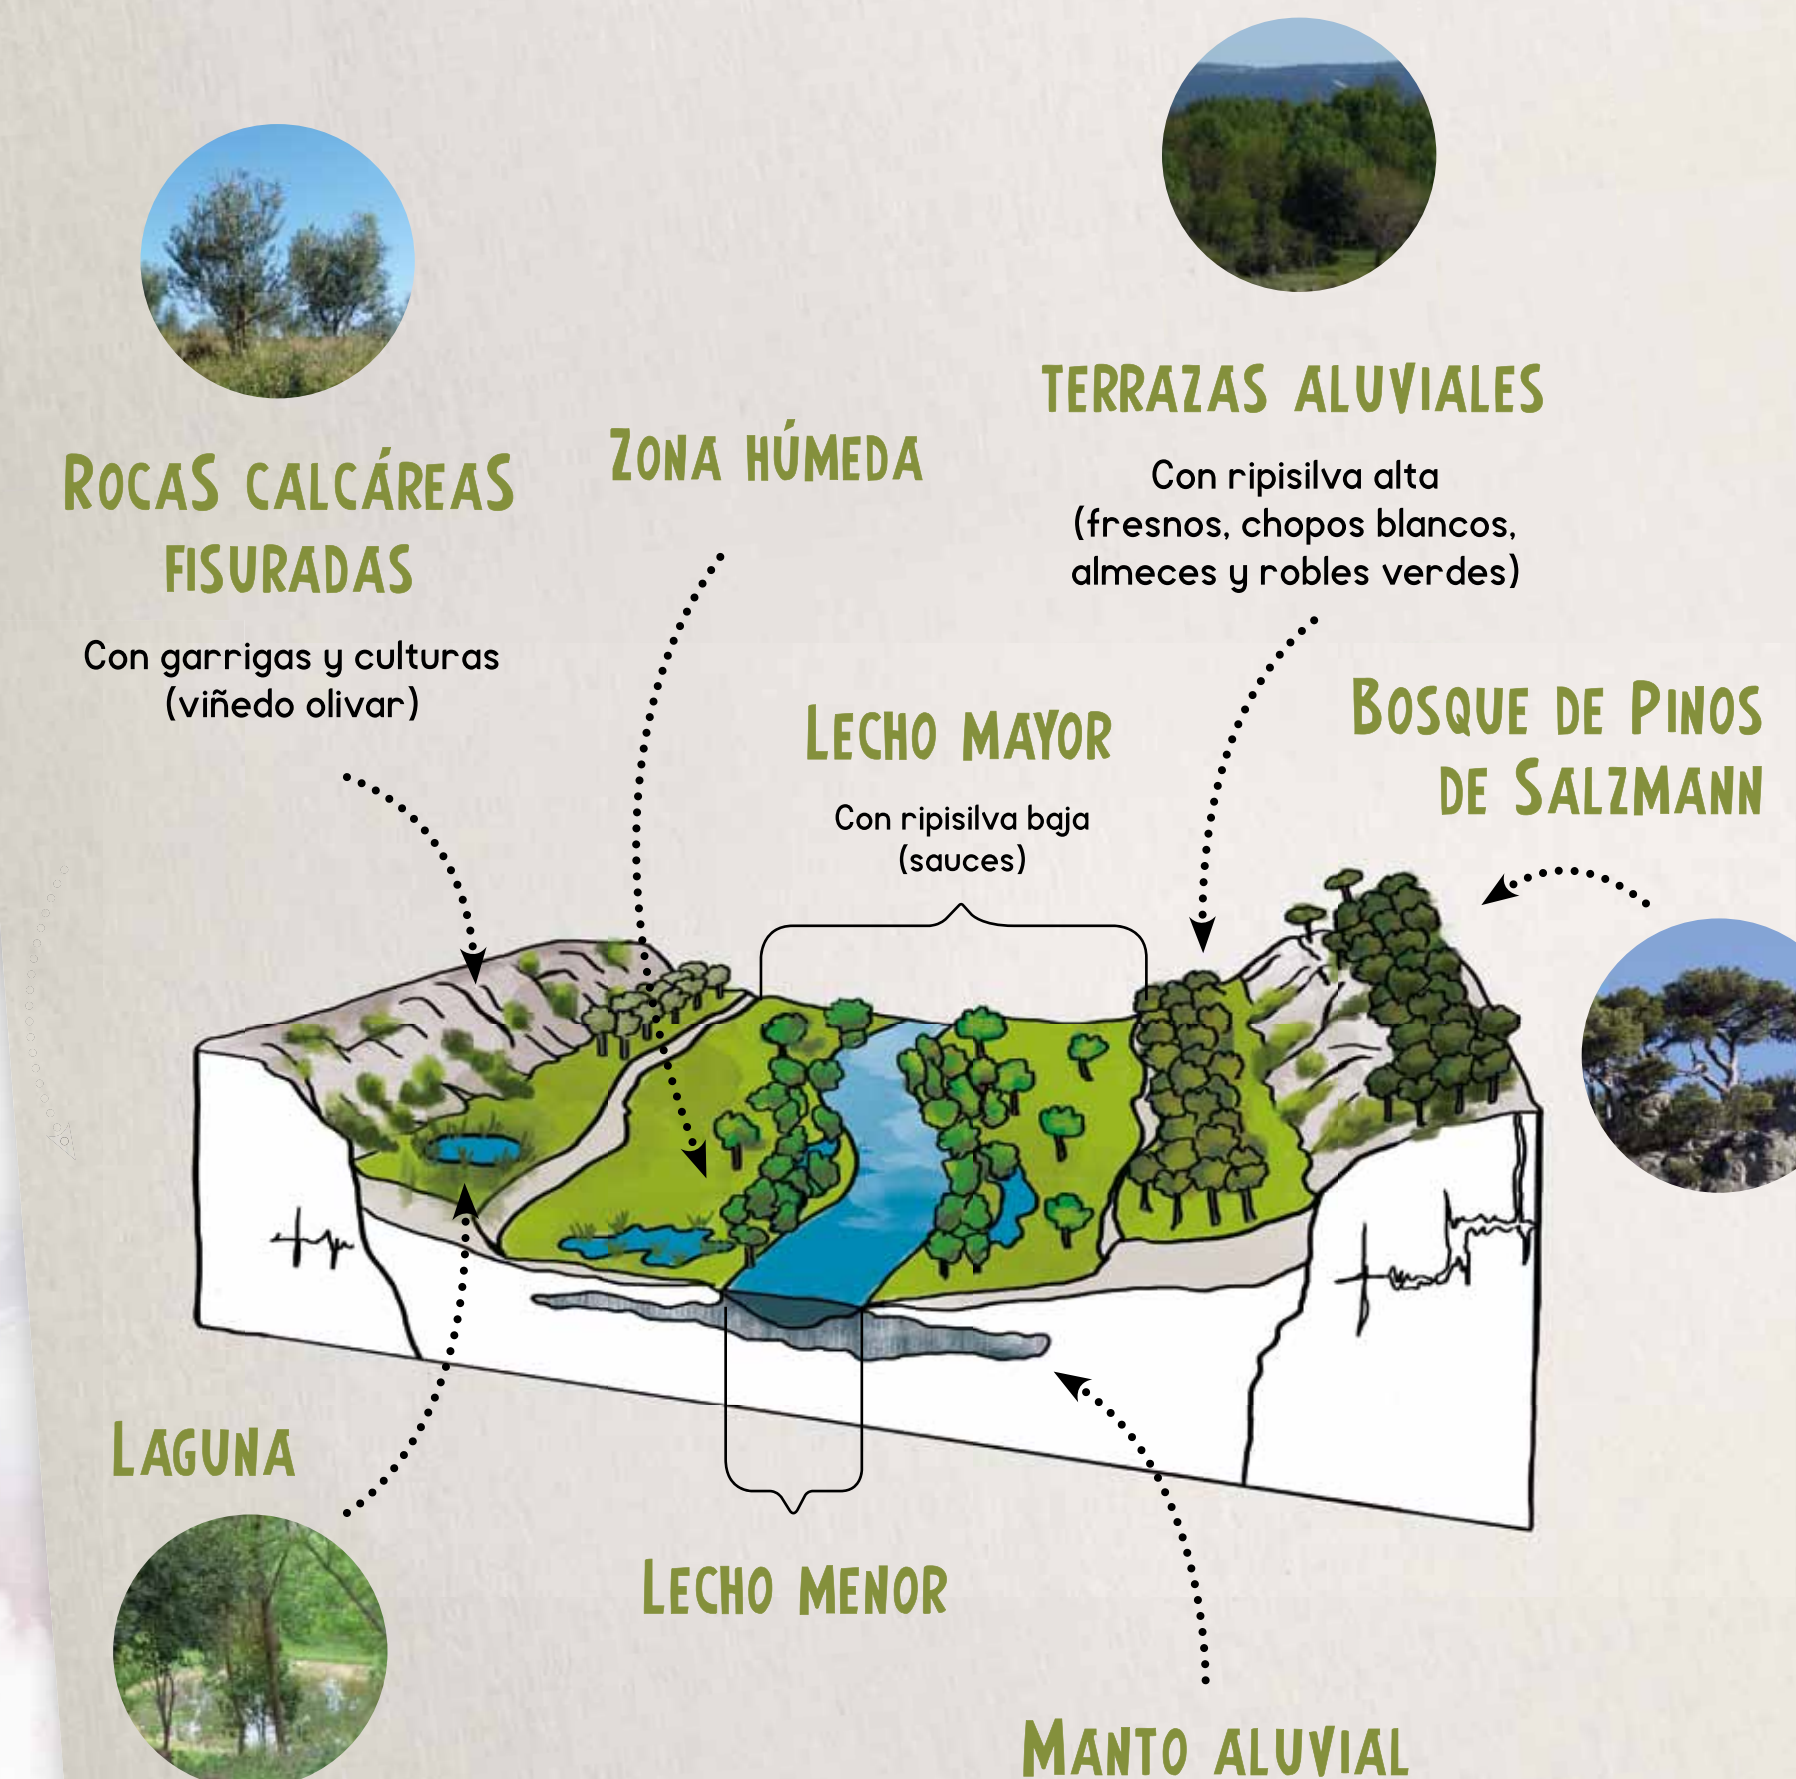 TERRAZAS ALUVIALES
Con ripisilva alta
(fresnos, chopos blancos,
almeces y robles verdes)
ROCAS CALCÁREAS
FISURADAS
Con garrigas y culturas
(viñedo olivar)
ZONA HÚMEDA
LECHO MAYOR
Con ripisilva baja
(sauces)
BOSQUE DE PINOS
DE SALZMANN
LAGUNA
LECHO MENOR
MANTO ALUVIAL